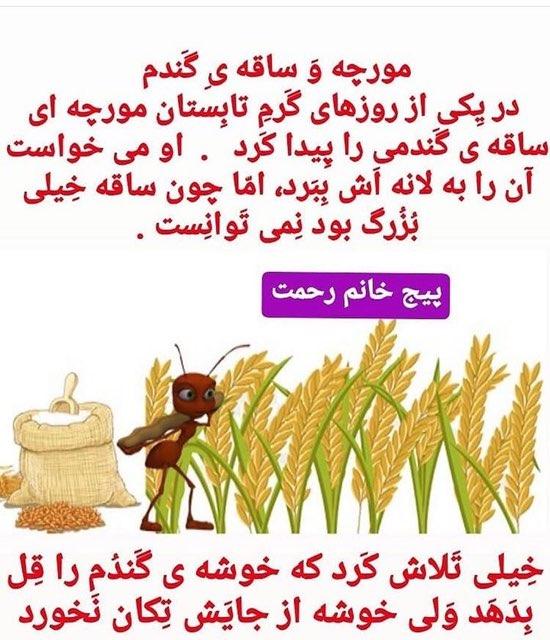 مورچه وَ ساقه یِ گَندم
در یِکی از روزهای گَرمِ تابِستان مورچه ای
ساقه ی گَندمی را پِیدا کَرد . او می خواست
آن را به لانه اَش بِبَرد، امّا چون ساقه خِیلی
بُزُرگ بود نِمی تَوانِست .
پیج خانم رحمت
خِیلی تَلاش کَرد که خوشه ی گَندُم را قِل
بِدَهَد وَلی خوشه از جایَش تِکان نَخورد